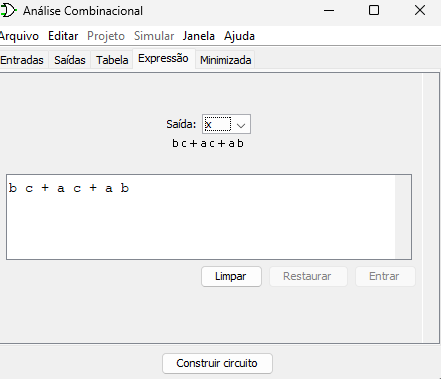 Análise Combinacional
Arquivo Editar Projeto Simular Janela Ajuda
Entradas Saídas Tabela Expressão Minimizada
Saída: x
b c + a c + a b
b c + a c + a b
Limpar Restaurar Entrar
Construir circuito